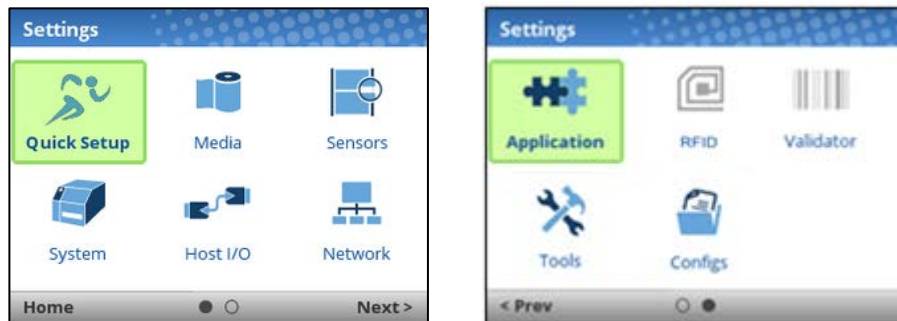 Settings
Quick Setup
Media
Sensors
System
Host I/O
Network
Home
Next >
Settings
Application
RFID
Validator
Tools
Configs
< Prev